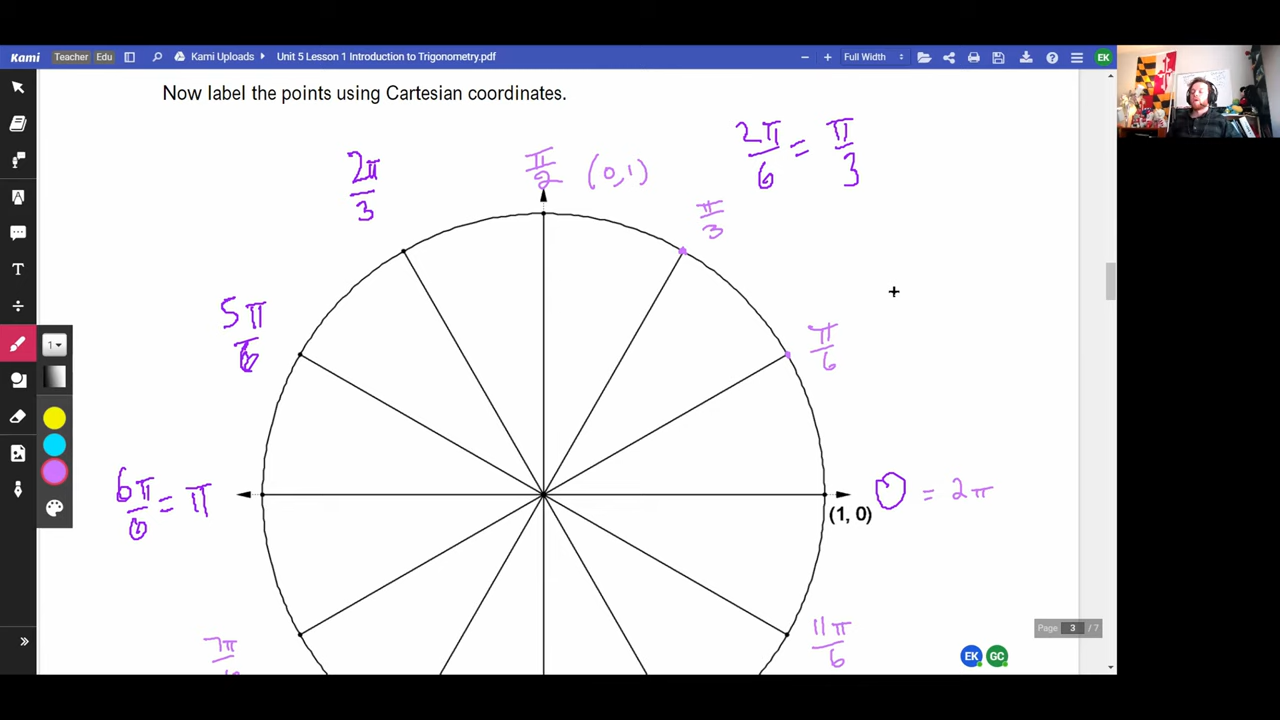 Kami Teacher Edu Kami Uploads Unit 5 Lesson 1 Introduction to Trigonometry.pdf Full Width EK
Now label the points using Cartesian coordinates.
2π/6 = π/3
2π/3
π/2 (0,1)
π/3
5π/6
π/6
6π/6 = π
0 = 2π
(1, 0)
7π
11π/6
Page 3 / 7
EK GC
1
T
A